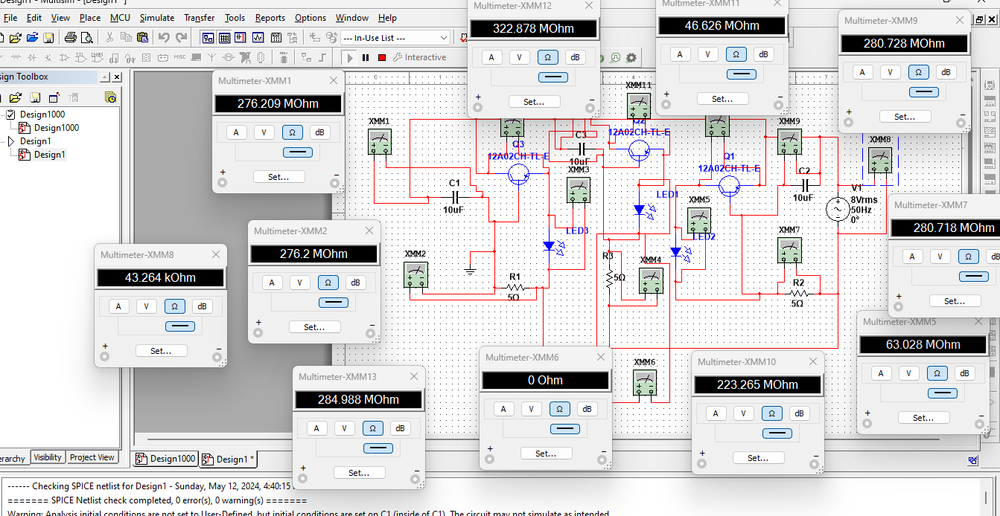 Design1 - Multisim - [Design1 *]
File Edit View Place MCU Simulate Transfer Tools Reports Options Window Help
--- In-Use List ---
Interactive
MISC
Design Toolbox
Design1000
Design1000
Design1
Design1
Hierarchy Visibility Project View
Design1000 Design1 *
Multimeter-XMM12
322.878 MOhm
A V Ω dB
+ Set... −
Multimeter-XMM11
46.626 MOhm
A V Ω dB
+ Set... −
Multimeter-XMM9
280.728 MOhm
A V Ω dB
+ Set... −
Multimeter-XMM1
276.209 MOhm
A V Ω dB
+ Set... −
Multimeter-XMM2
276.2 MOhm
A V Ω dB
+ Set... −
Multimeter-XMM8
43.264 kOhm
A V Ω dB
+ Set... −
Multimeter-XMM7
280.718 MOhm
A V Ω dB
+ Set...
Multimeter-XMM5
63.028 MOhm
A V Ω dB
+ Set... −
Multimeter-XMM13
284.988 MOhm
A V Ω dB
+ Set... −
Multimeter-XMM6
0 Ohm
A V Ω dB
+ Set... −
Multimeter-XMM10
223.265 MOhm
A V Ω dB
+ Set... −
0 1 4 7
XMM11
XMM1
Q2
XMM9
12A02CH-TL-E
C3
10uF
XMM8
Q3
12A02CH-TL-E
Q1
12A02CH-TL-E
XMM3
C1
10uF
C2
10uF
V1
8Vrms
50Hz
0°
LED1
XMM5
LED3
LED2
XMM7
XMM2
R3
5Ω
XMM4
R1
5Ω
R2
5Ω
XMM6
------ Checking SPICE netlist for Design1 - Sunday, May 12, 2024, 4:40:15
======= SPICE Netlist check completed, 0 error(s), 0 warning(s) =======
Warning: Analysis initial conditions are not set to User-Defined, but initial conditions are set on C1 (inside of C1). The circuit may not simulate as intended.